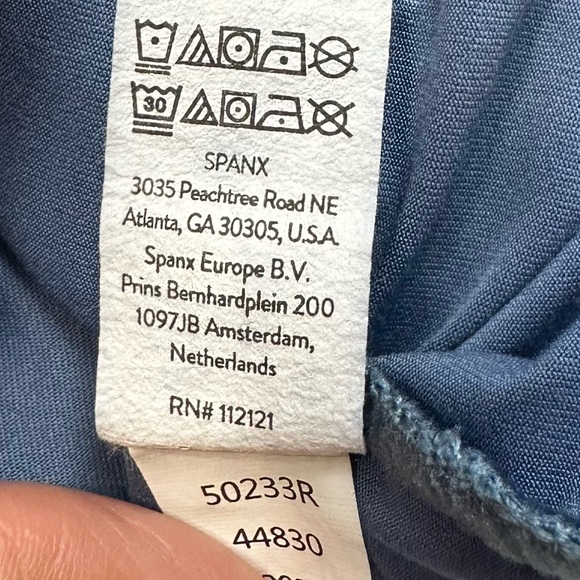 30
SPANX
3035 Peachtree Road NE
Atlanta, GA 30305, U.S.A.
Spanx Europe B.V.
Prins Bernhardplein 200
1097JB Amsterdam,
Netherlands
RN# 112121
50233R
44830